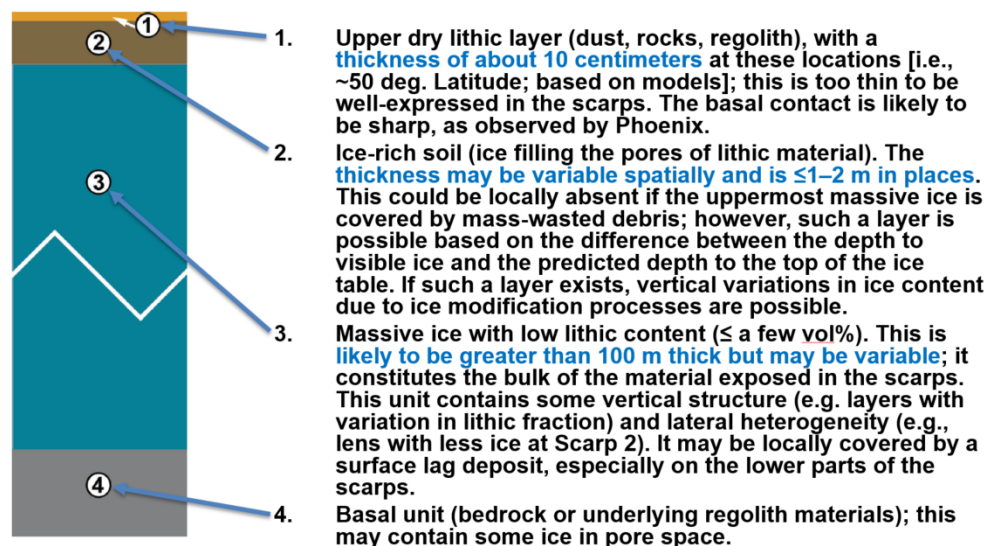 1
2
3
4
1. Upper dry lithic layer (dust, rocks, regolith), with a
thickness of about 10 centimeters at these locations [i.e.,
~50 deg. Latitude; based on models]; this is too thin to be
well-expressed in the scarps. The basal contact is likely to
be sharp, as observed by Phoenix.
2. Ice-rich soil (ice filling the pores of lithic material). The
thickness may be variable spatially and is ≤1–2 m in places.
This could be locally absent if the uppermost massive ice is
covered by mass-wasted debris; however, such a layer is
possible based on the difference between the depth to
visible ice and the predicted depth to the top of the ice
table. If such a layer exists, vertical variations in ice content
due to ice modification processes are possible.
3. Massive ice with low lithic content (≤ a few vol%). This is
likely to be greater than 100 m thick but may be variable; it
constitutes the bulk of the material exposed in the scarps.
This unit contains some vertical structure (e.g. layers with
variation in lithic fraction) and lateral heterogeneity (e.g.,
lens with less ice at Scarp 2). It may be locally covered by a
surface lag deposit, especially on the lower parts of the
scarps.
4. Basal unit (bedrock or underlying regolith materials); this
may contain some ice in pore space.